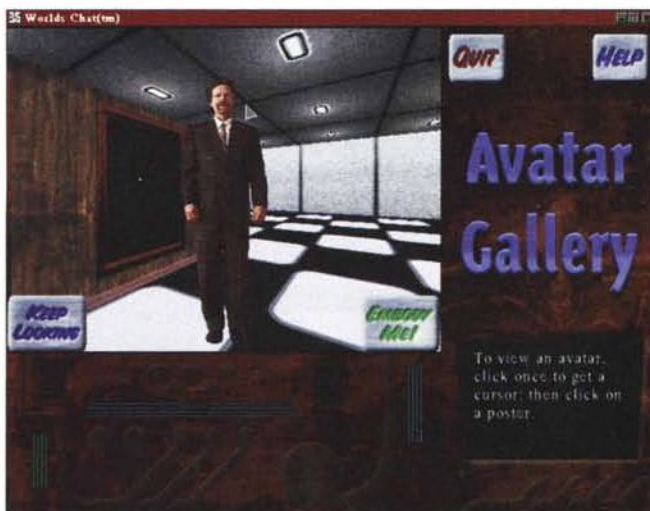 Worlds Chat(tm)
QUIT
HELP
Avatar
Gallery
KEEP
LOOKING
EMBODY
ME!
To view an avatar,
click once to get a
cursor; then click on
a poster.